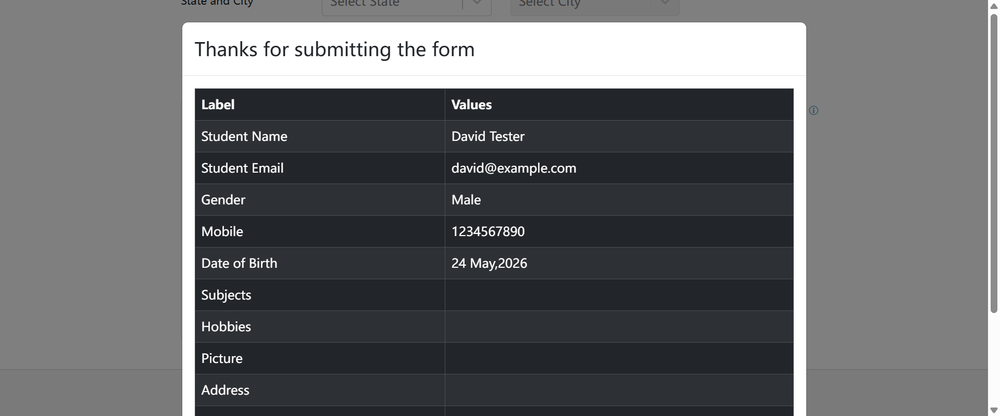 State and City Select State Select City
Thanks for submitting the form
Label Values
Student Name David Tester
Student Email david@example.com
Gender Male
Mobile 1234567890
Date of Birth 24 May,2026
Subjects
Hobbies
Picture
Address